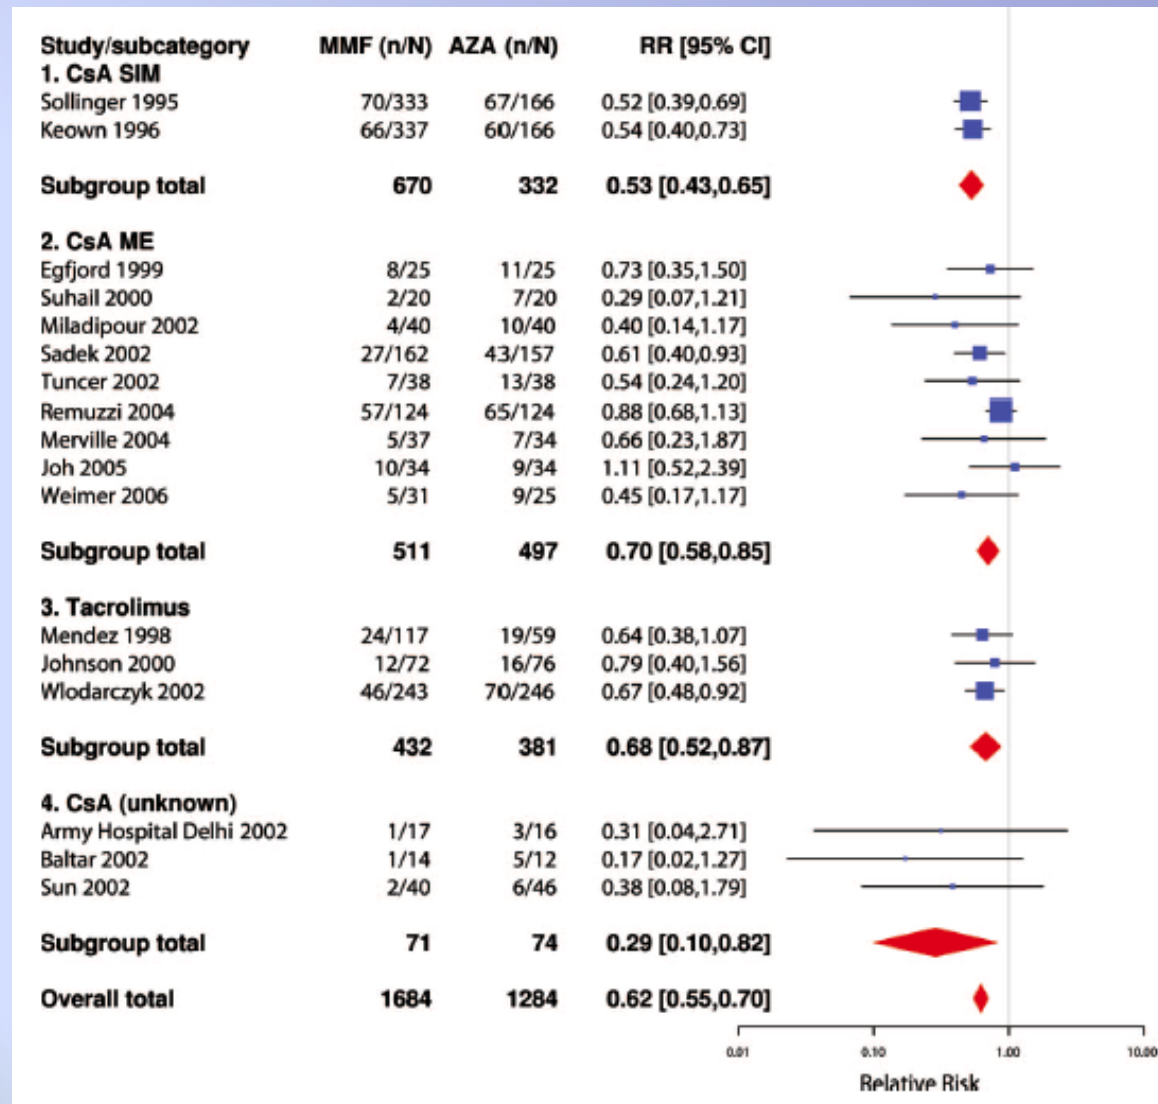 Study/subcategory MMF (n/N) AZA (n/N) RR [95% CI]
1. CsA SIM
Sollinger 1995 70/333 67/166 0.52 [0.39,0.69]
Keown 1996 66/337 60/166 0.54 [0.40,0.73]
Subgroup total 670 332 0.53 [0.43,0.65]
2. CsA ME
Egfjord 1999 8/25 11/25 0.73 [0.35,1.50]
Suhail 2000 2/20 7/20 0.29 [0.07,1.21]
Miladipour 2002 4/40 10/40 0.40 [0.14,1.17]
Sadek 2002 27/162 43/157 0.61 [0.40,0.93]
Tuncer 2002 7/38 13/38 0.54 [0.24,1.20]
Remuzzi 2004 57/124 65/124 0.88 [0.68,1.13]
Merville 2004 5/37 7/34 0.66 [0.23,1.87]
Joh 2005 10/34 9/34 1.11 [0.52,2.39]
Weimer 2006 5/31 9/25 0.45 [0.17,1.17]
Subgroup total 511 497 0.70 [0.58,0.85]
3. Tacrolimus
Mendez 1998 24/117 19/59 0.64 [0.38,1.07]
Johnson 2000 12/72 16/76 0.79 [0.40,1.56]
Wlodarczyk 2002 46/243 70/246 0.67 [0.48,0.92]
Subgroup total 432 381 0.68 [0.52,0.87]
4. CsA (unknown)
Army Hospital Delhi 2002 1/17 3/16 0.31 [0.04,2.71]
Baltar 2002 1/14 5/12 0.17 [0.02,1.27]
Sun 2002 2/40 6/46 0.38 [0.08,1.79]
Subgroup total 71 74 0.29 [0.10,0.82]
Overall total 1684 1284 0.62 [0.55,0.70]
0.01 0.10 1.00 10.00
Relative Risk